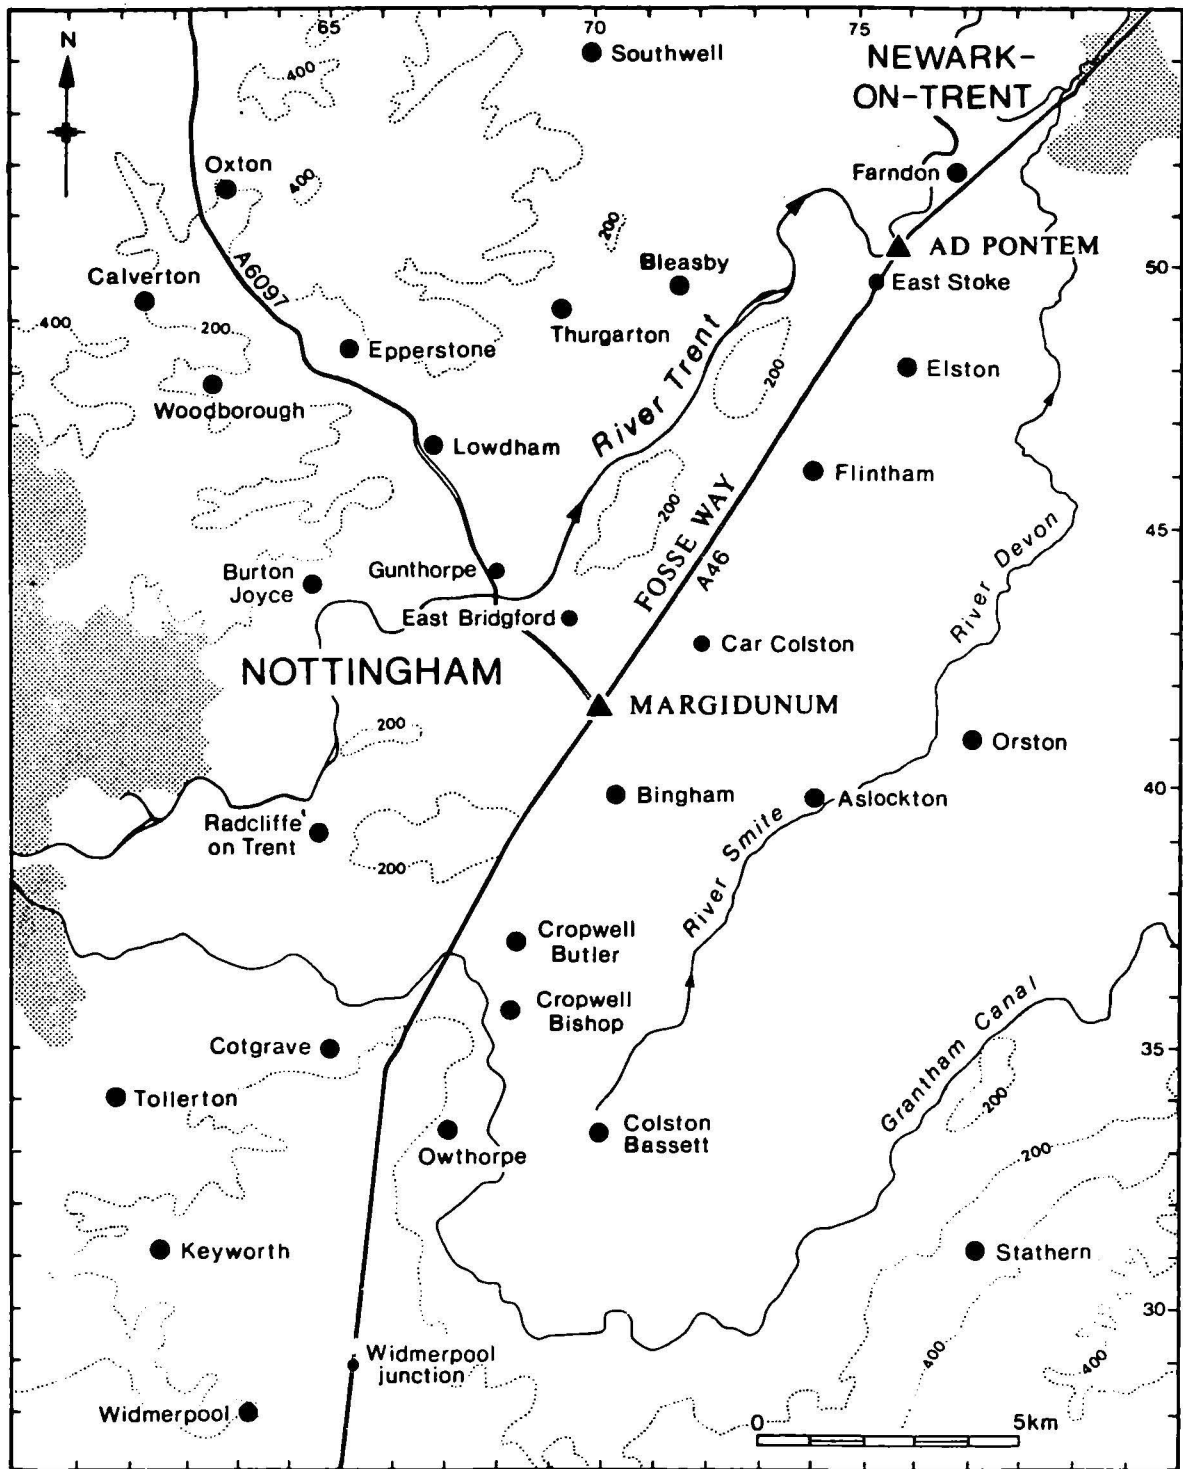 65
70
75
N
400
Southwell
NEWARK-
ON-TRENT
Oxton
400
Farndon
200
A6097
AD PONTEM
Calverton
Bleasby
50
East Stoke
400
200
Thurgarton
River Trent
Epperstone
200
Elston
Woodborough
Lowdham
Flintham
200
FOSSE WAY
A46
45
River Devon
Burton
Joyce
Gunthorpe
East Bridgford
Car Colston
NOTTINGHAM
MARGIDUNUM
200
Orston
Bingham
Aslockton
40
Radcliffe
on Trent
200
River Smite
Cropwell
Butler
Cropwell
Bishop
Grantham Canal
Cotgrave
35
Tollerton
200
Colston
Bassett
Owthorpe
200
Keyworth
Stathern
30
Widmerpool
junction
400
400
Widmerpool
0
5km